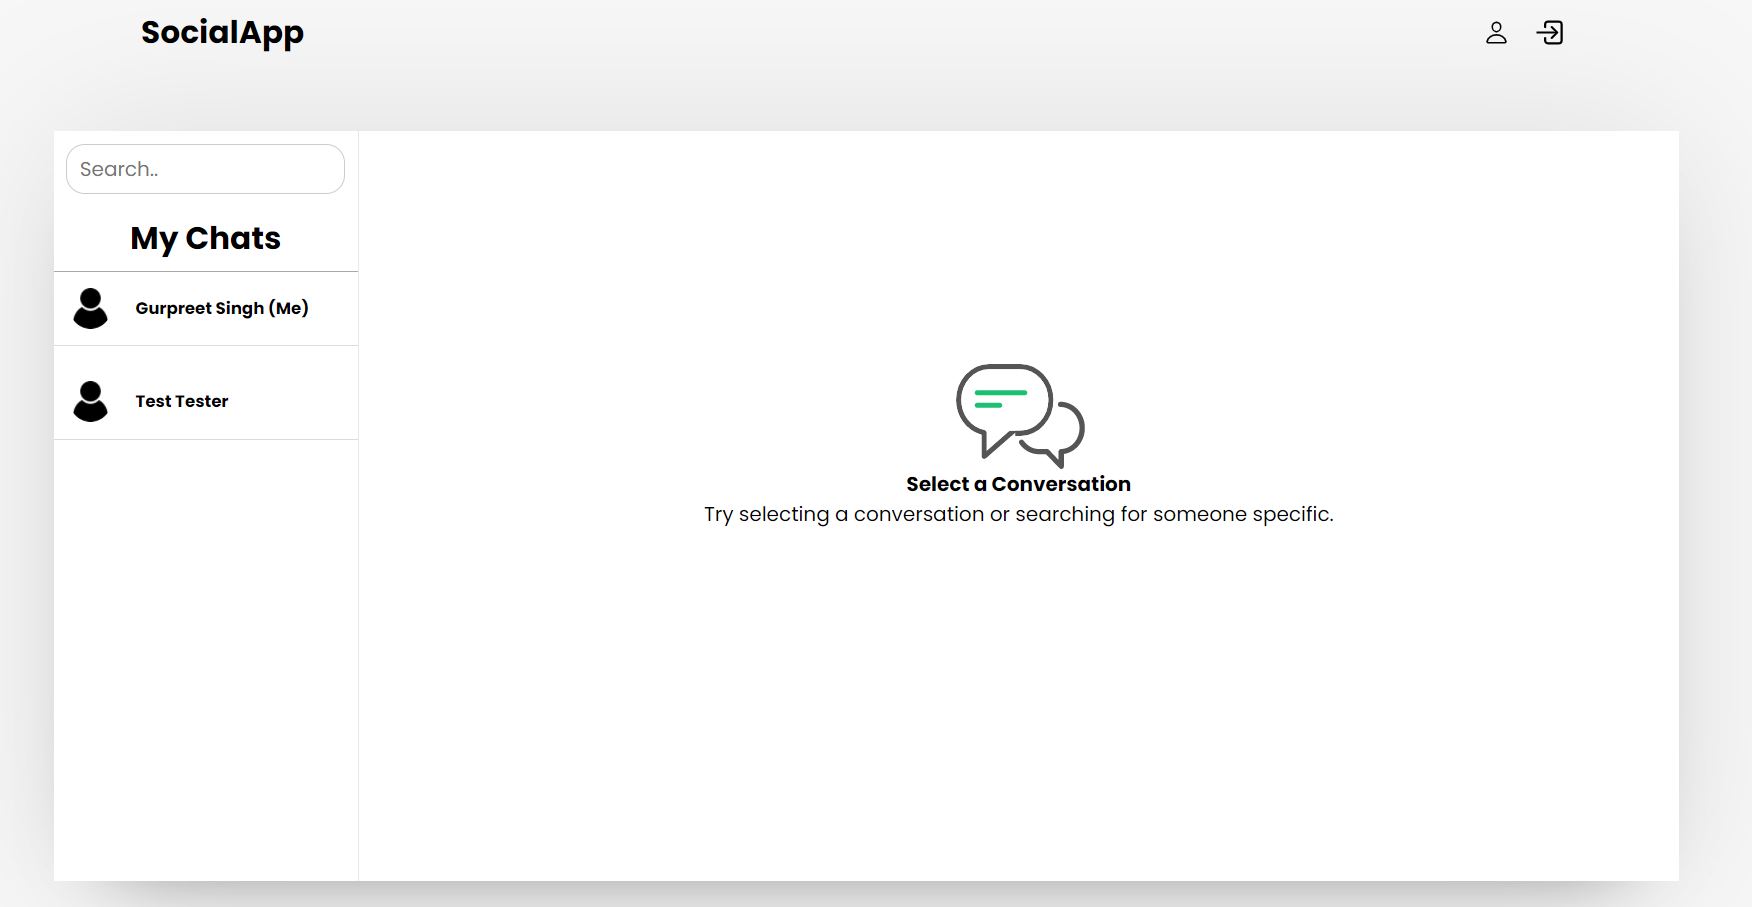 SocialApp
Search..
My Chats
Gurpreet Singh (Me)
Test Tester
Select a Conversation
Try selecting a conversation or searching for someone specific.